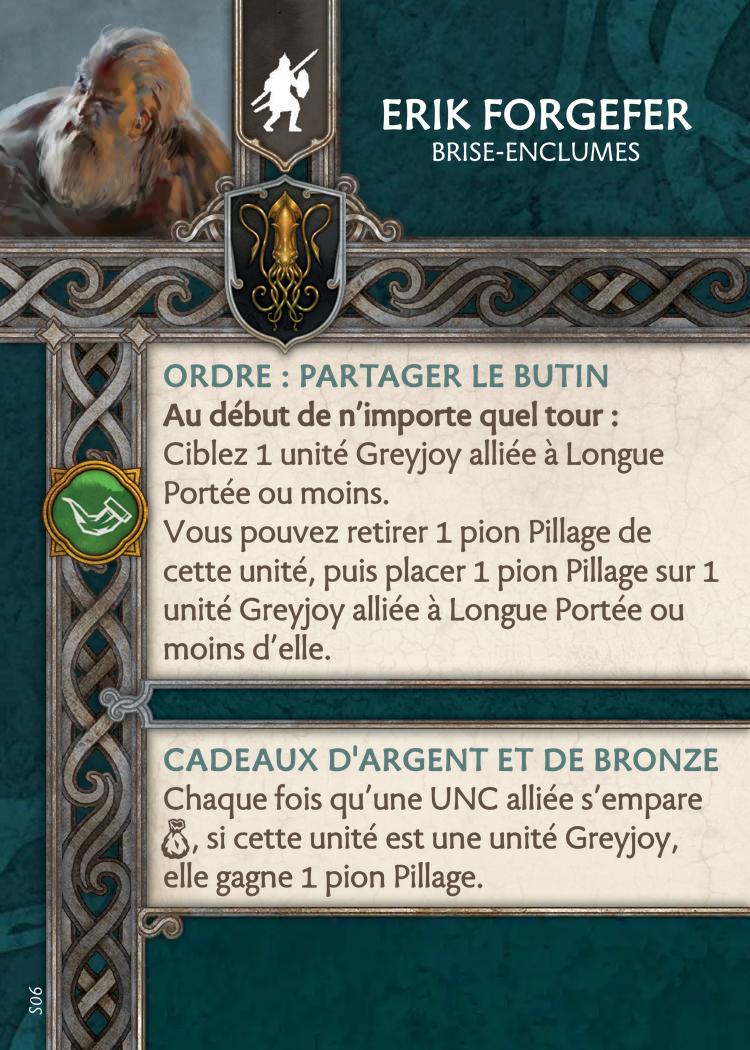 ERIK FORGEFER
BRISE-ENCLUMES
ORDRE : PARTAGER LE BUTIN
Au début de n’importe quel tour :
Ciblez 1 unité Greyjoy alliée à Longue
Portée ou moins.
Vous pouvez retirer 1 pion Pillage de
cette unité, puis placer 1 pion Pillage sur 1
unité Greyjoy alliée à Longue Portée ou
moins d’elle.
CADEAUX D'ARGENT ET DE BRONZE
Chaque fois qu’une UNC alliée s’empare
, si cette unité est une unité Greyjoy,
elle gagne 1 pion Pillage.
S06